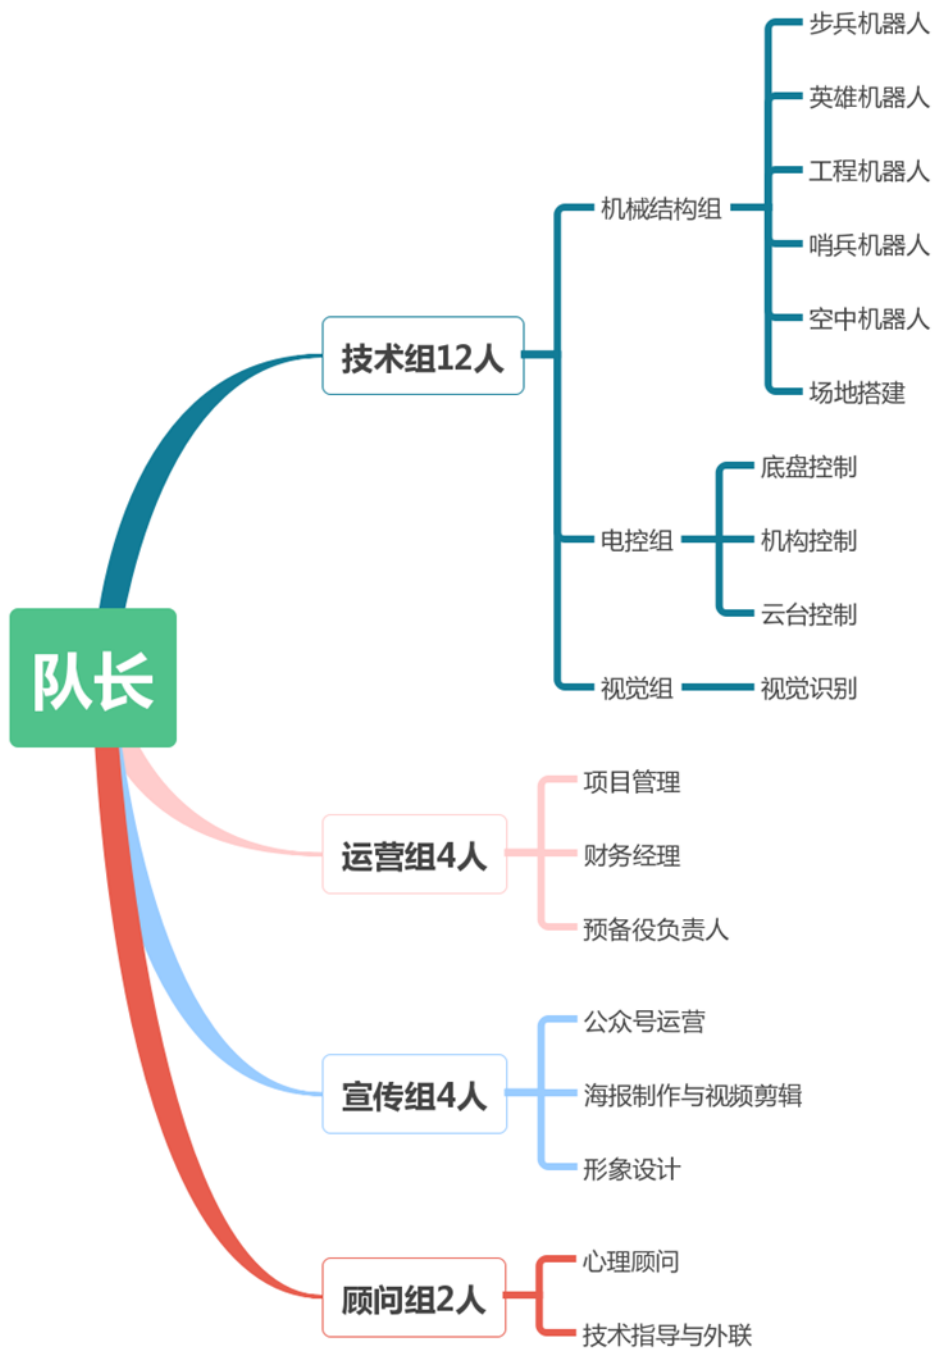 队长
技术组12人
机械结构组
步兵机器人
英雄机器人
工程机器人
哨兵机器人
空中机器人
场地搭建
电控组
底盘控制
机构控制
云台控制
视觉组
视觉识别
运营组4人
项目管理
财务经理
预备役负责人
宣传组4人
公众号运营
海报制作与视频剪辑
形象设计
顾问组2人
心理顾问
技术指导与外联